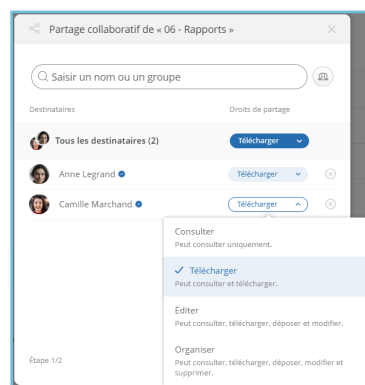 Partage collaboratif de « 06 - Rapports »
Saisir un nom ou un groupe
Destinataires Droits de partage
Tous les destinataires (2) Télécharger
Anne Legrand Télécharger
Camille Marchand Télécharger
Consulter
Peut consulter uniquement.
Télécharger
Peut consulter et télécharger.
Éditer
Peut consulter, télécharger, déposer et modifier.
Organiser
Peut consulter, télécharger, déposer, modifier et
supprimer.
Étape 1/2